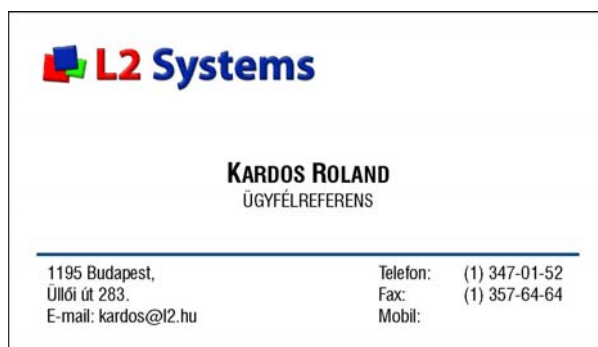 L2 Systems
KARDOS ROLAND
ÜGYFÉLREFERENS
1195 Budapest,
Üllői út 283.
E-mail: kardos@l2.hu
Telefon: (1) 347-01-52
Fax: (1) 357-64-64
Mobil: